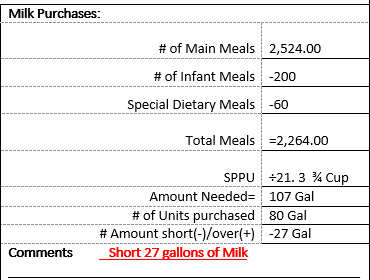 Milk Purchases:
# of Main Meals 2,524.00
# of Infant Meals -200
Special Dietary Meals -60
Total Meals =2,264.00
SPPU ÷21. 3 ¾ Cup
Amount Needed= 107 Gal
# of Units purchased 80 Gal
# Amount short(-)/over(+) -27 Gal
Comments Short 27 gallons of Milk